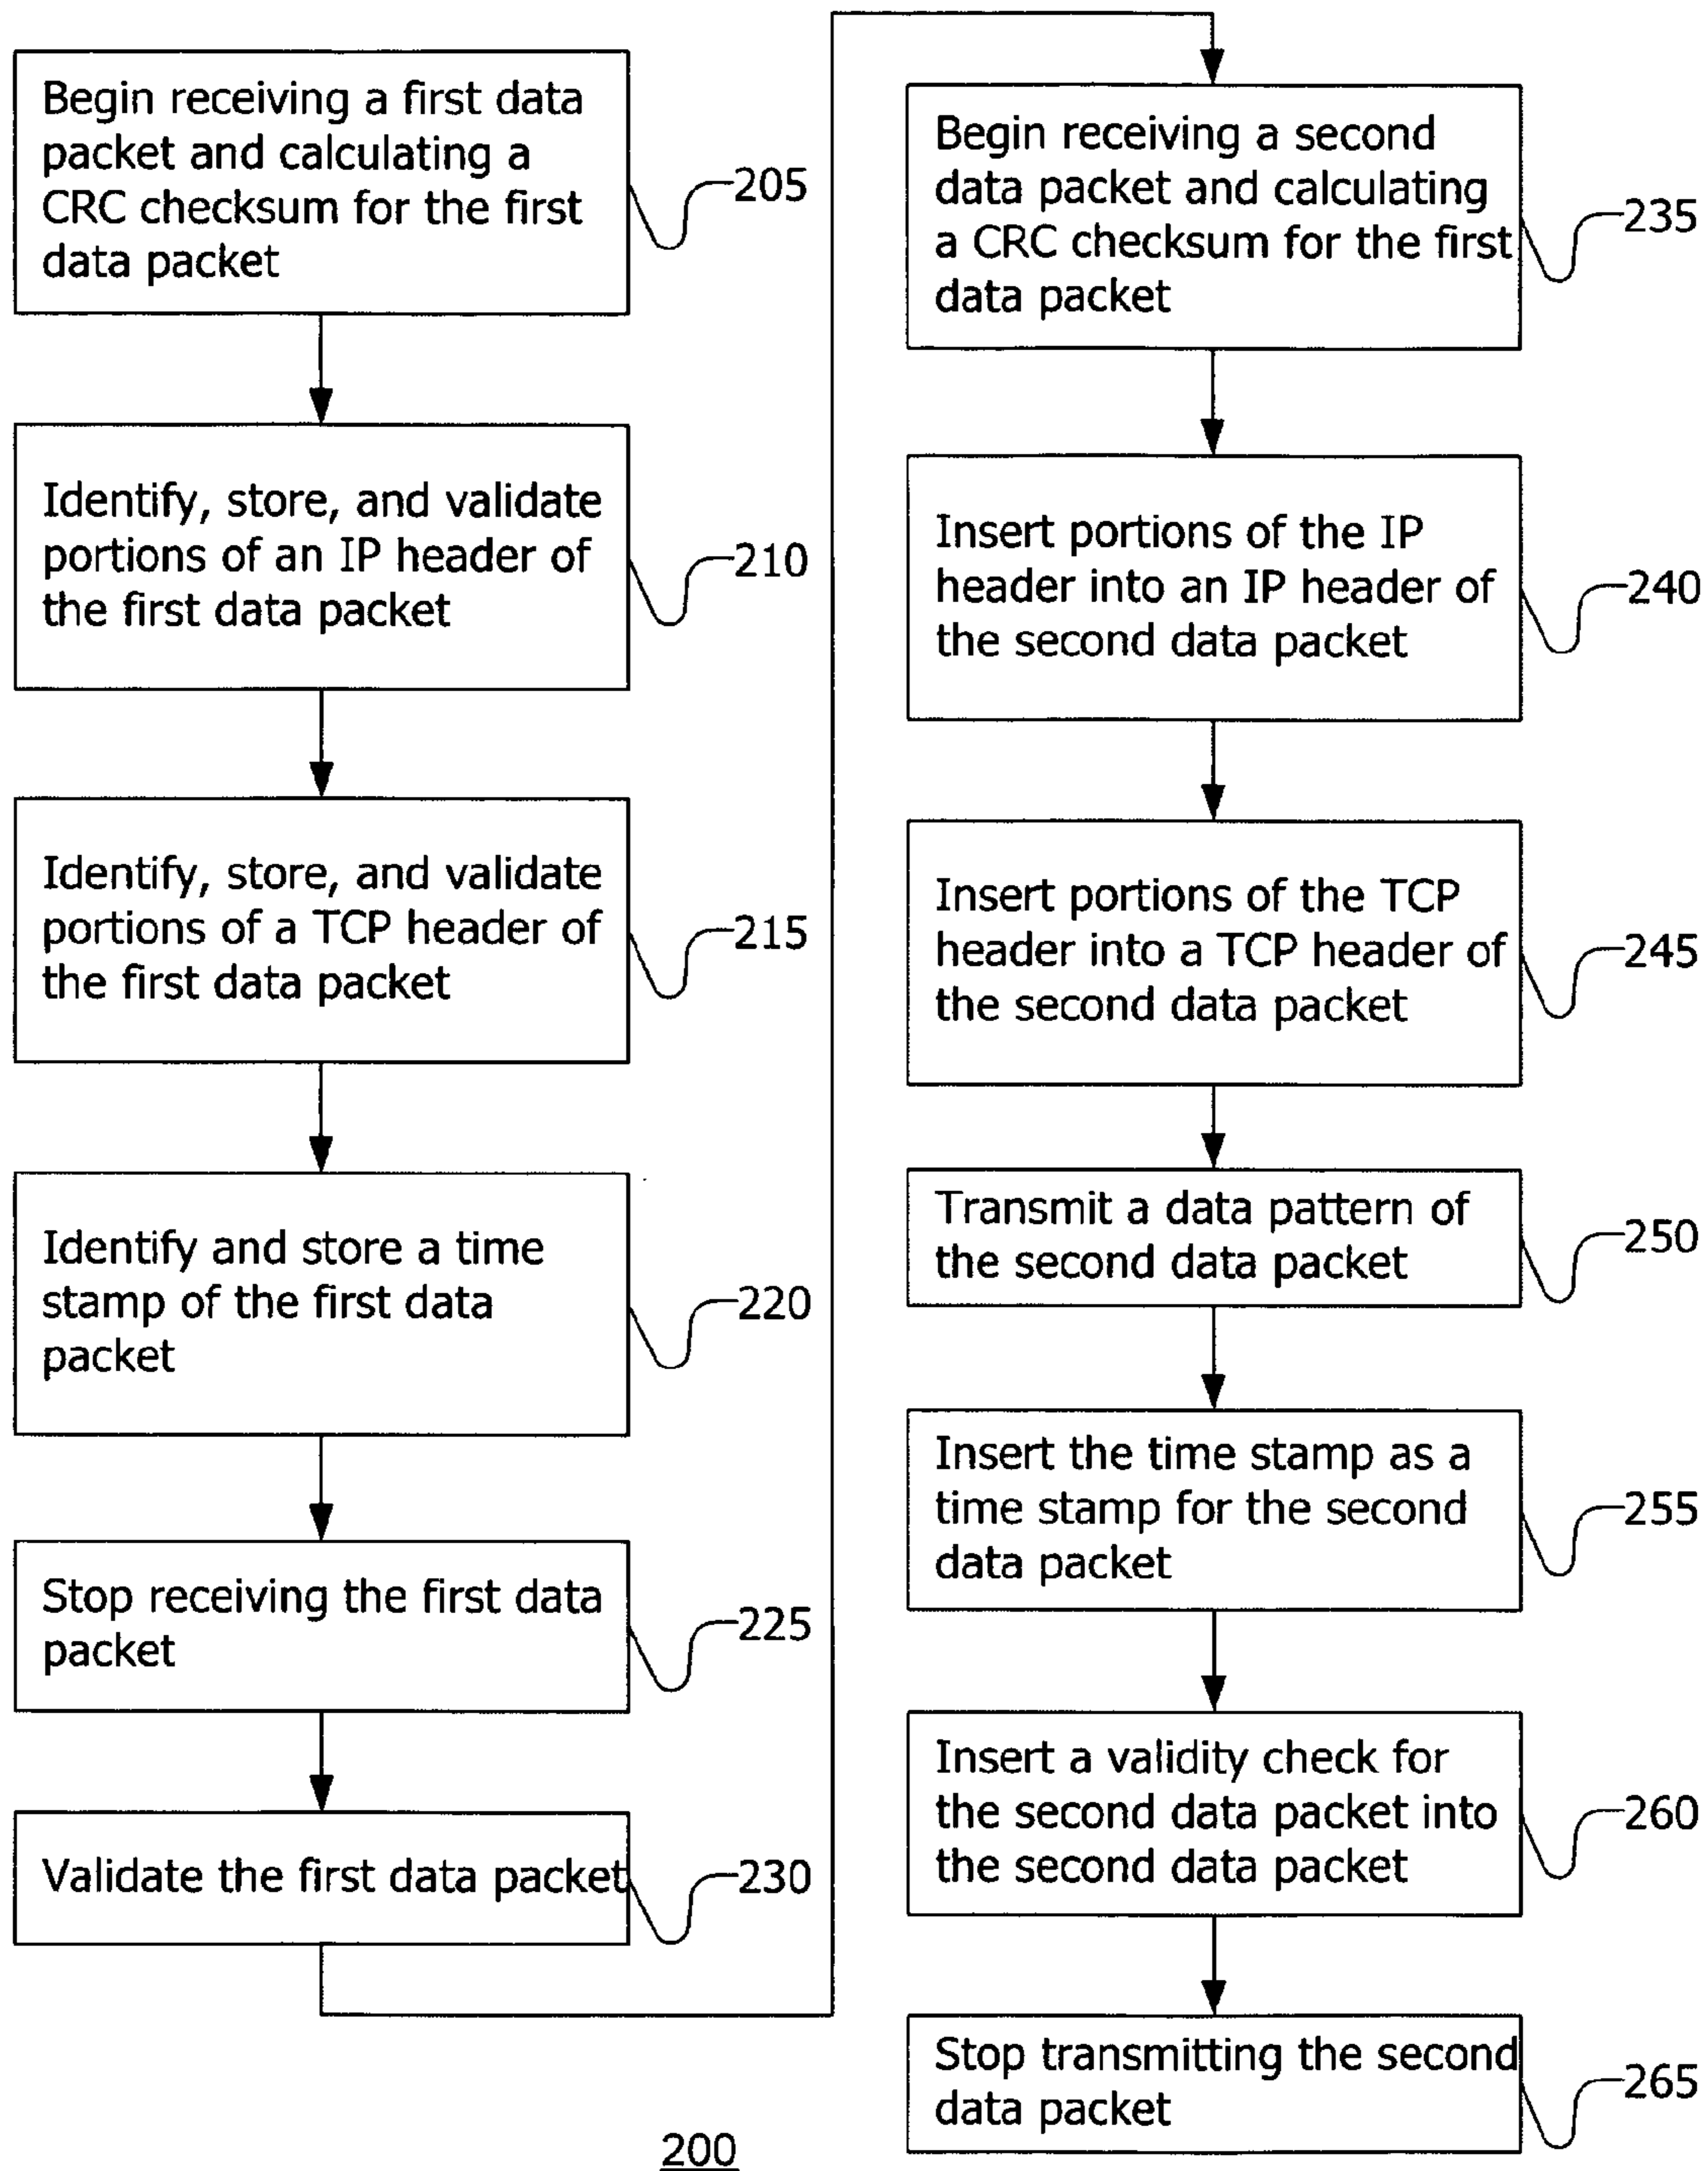 Begin receiving a first data
packet and calculating a
CRC checksum for the first
data packet
205
Identify, store, and validate
portions of an IP header of
the first data packet
210
Identify, store, and validate
portions of a TCP header of
the first data packet
215
Identify and store a time
stamp of the first data
packet
220
Stop receiving the first data
packet
225
Validate the first data packet
230
Begin receiving a second
data packet and calculating
a CRC checksum for the first
data packet
235
Insert portions of the IP
header into an IP header of
the second data packet
240
Insert portions of the TCP
header into a TCP header of
the second data packet
245
Transmit a data pattern of
the second data packet
250
Insert the time stamp as a
time stamp for the second
data packet
255
Insert a validity check for
the second data packet into
the second data packet
260
Stop transmitting the second
data packet
265
200